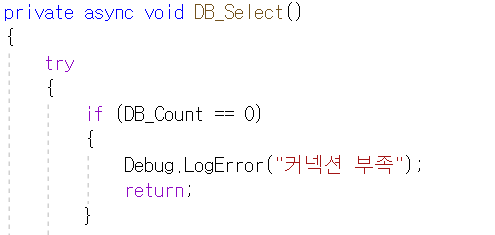 private async void DB_Select()
{
try
{
if (DB_Count == 0)
{
Debug.LogError("커넥션 부족");
return;
}